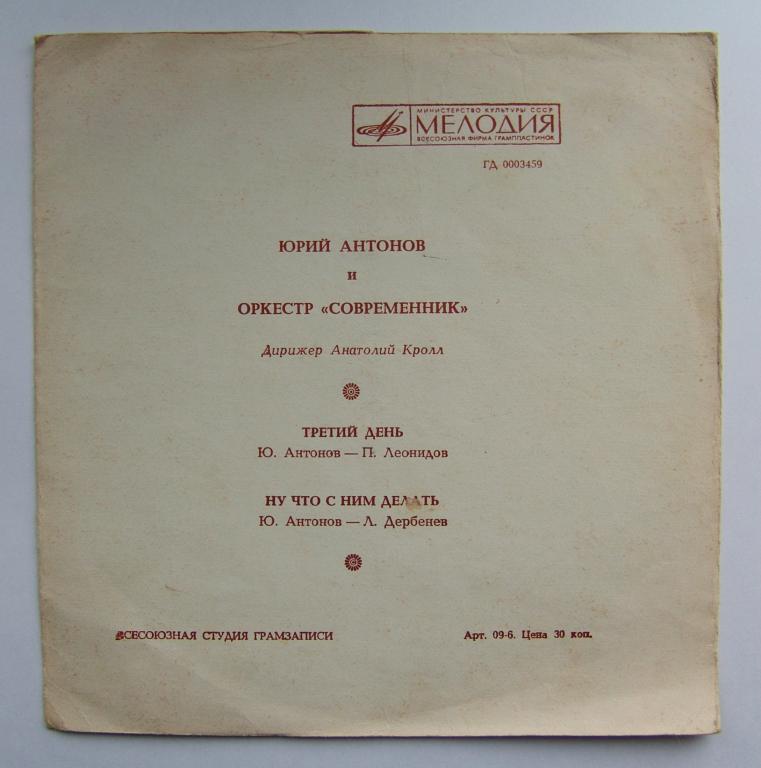 МИНИСТЕРСТВО КУЛЬТУРЫ СССР
МЕЛОДИЯ
ВСЕСОЮЗНАЯ ФИРМА ГРАМПЛАСТИНОК
ГД 0003459
ЮРИЙ АНТОНОВ
и
ОРКЕСТР «СОВРЕМЕННИК»
Дирижер Анатолий Кролл
ТРЕТИЙ ДЕНЬ
Ю. Антонов — П. Леонидов
НУ ЧТО С НИМ ДЕЛАТЬ
Ю. Антонов — Л. Дербенев
ВСЕСОЮЗНАЯ СТУДИЯ ГРАМЗАПИСИ Арт. 09-6. Цена 30 коп.